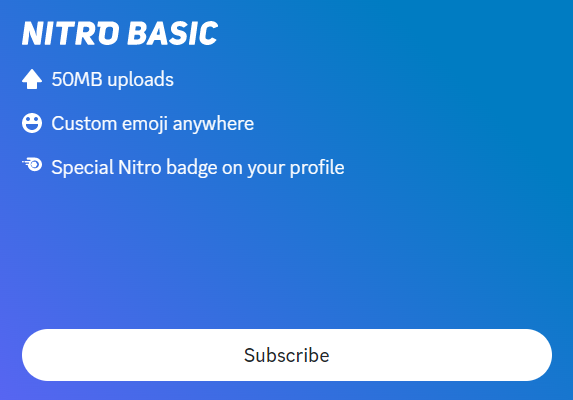 NITRO BASIC
50MB uploads
Custom emoji anywhere
Special Nitro badge on your profile
Subscribe